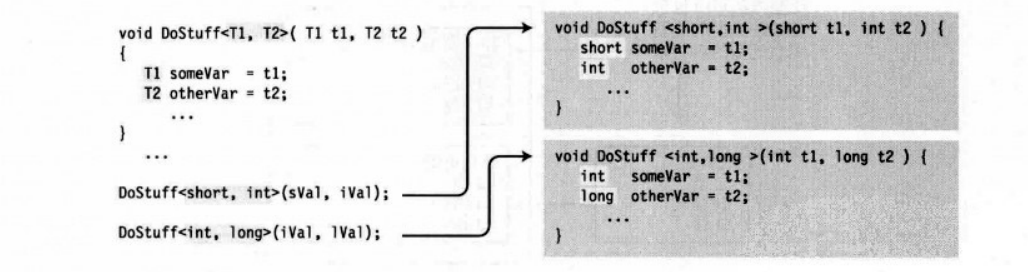 void DoStuff<T1, T2>( T1 t1, T2 t2 )
{
T1 someVar = t1;
T2 otherVar = t2;
...
}
...
DoStuff<short, int>(sVal, iVal);
DoStuff<int, long>(iVal, lVal);
void DoStuff <short,int >(short t1, int t2 ) {
short someVar = t1;
int otherVar = t2;
...
}
void DoStuff <int,long >(int t1, long t2 ) {
int someVar = t1;
long otherVar = t2;
...
}